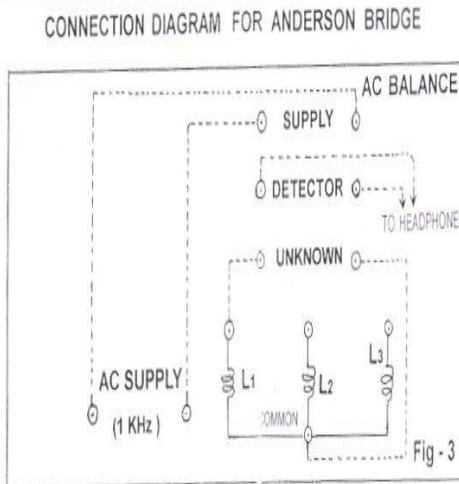 CONNECTION DIAGRAM FOR ANDERSON BRIDGE
AC BALANCE
SUPPLY
DETECTOR
TO HEADPHONE
UNKNOWN
L1
L2
L3
AC SUPPLY
(1 KHz)
COMMON
Fig - 3